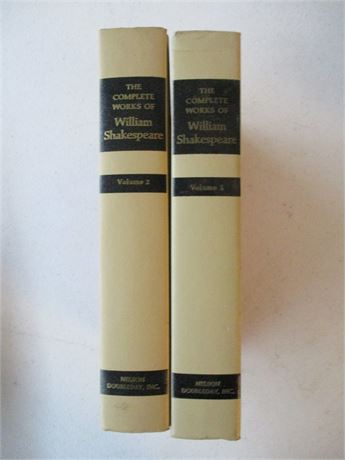 THE
COMPLETE
WORKS OF
William
Shakespeare
Volume 2
NELSON
DOUBLEDAY, INC.
THE
COMPLETE
WORKS OF
William
Shakespeare
Volume 1
NELSON
DOUBLEDAY, INC.